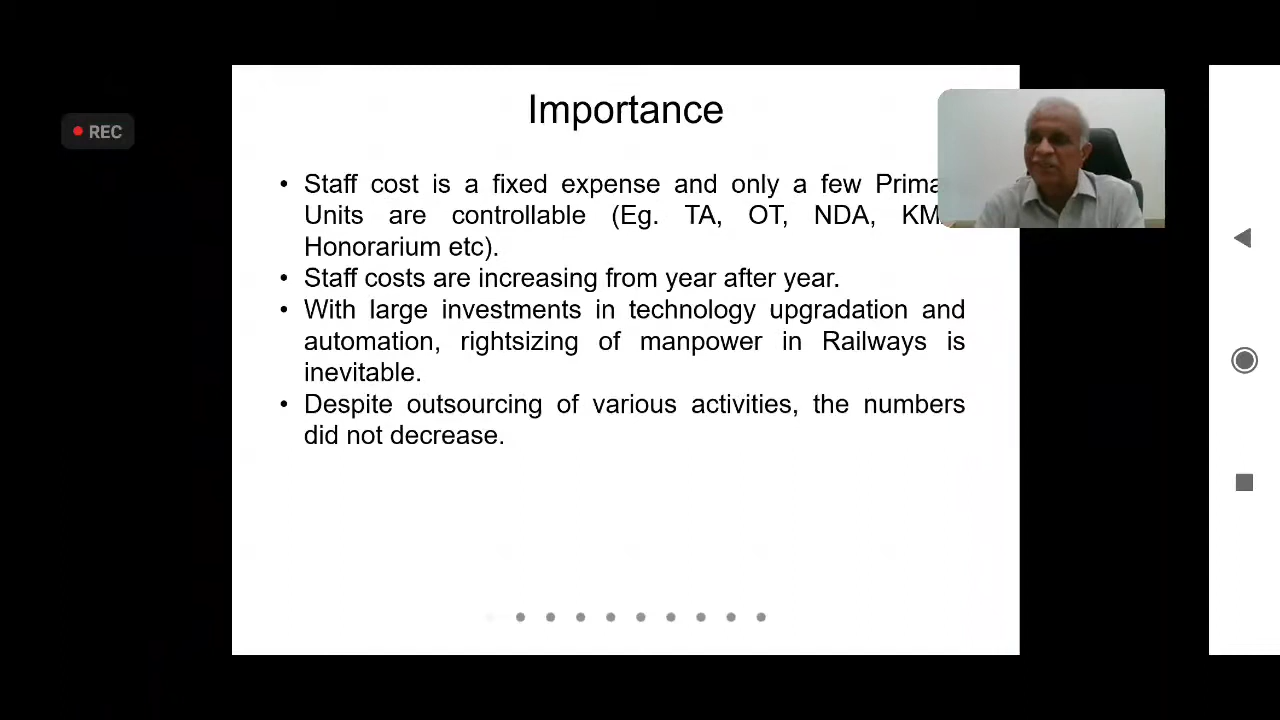 Importance
REC
• Staff cost is a fixed expense and only a few
Units are controllable (Eg. TA, OT, NDA,
Honorarium etc).
• Staff costs are increasing from year after year.
• With large investments in technology upgradation and
automation, rightsizing of manpower in Railways is
inevitable.
• Despite outsourcing of various activities, the numbers
did not decrease.